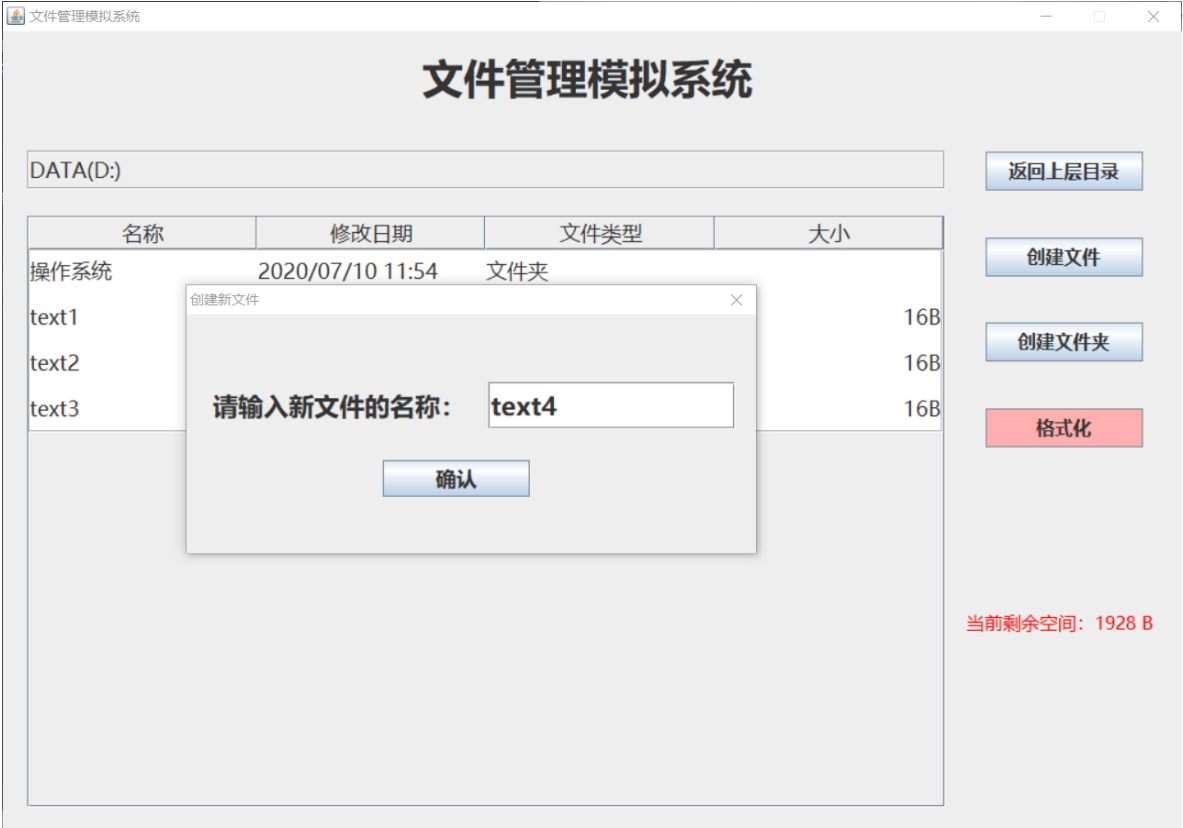 文件管理模拟系统
文件管理模拟系统
DATA(D:)
返回上层目录
名称 修改日期 文件类型 大小
创建文件
操作系统 2020/07/10 11:54 文件夹
创建新文件
text1 16B
创建文件夹
text2 16B
请输入新文件的名称： text4
text3 16B
格式化
确认
当前剩余空间：1928 B